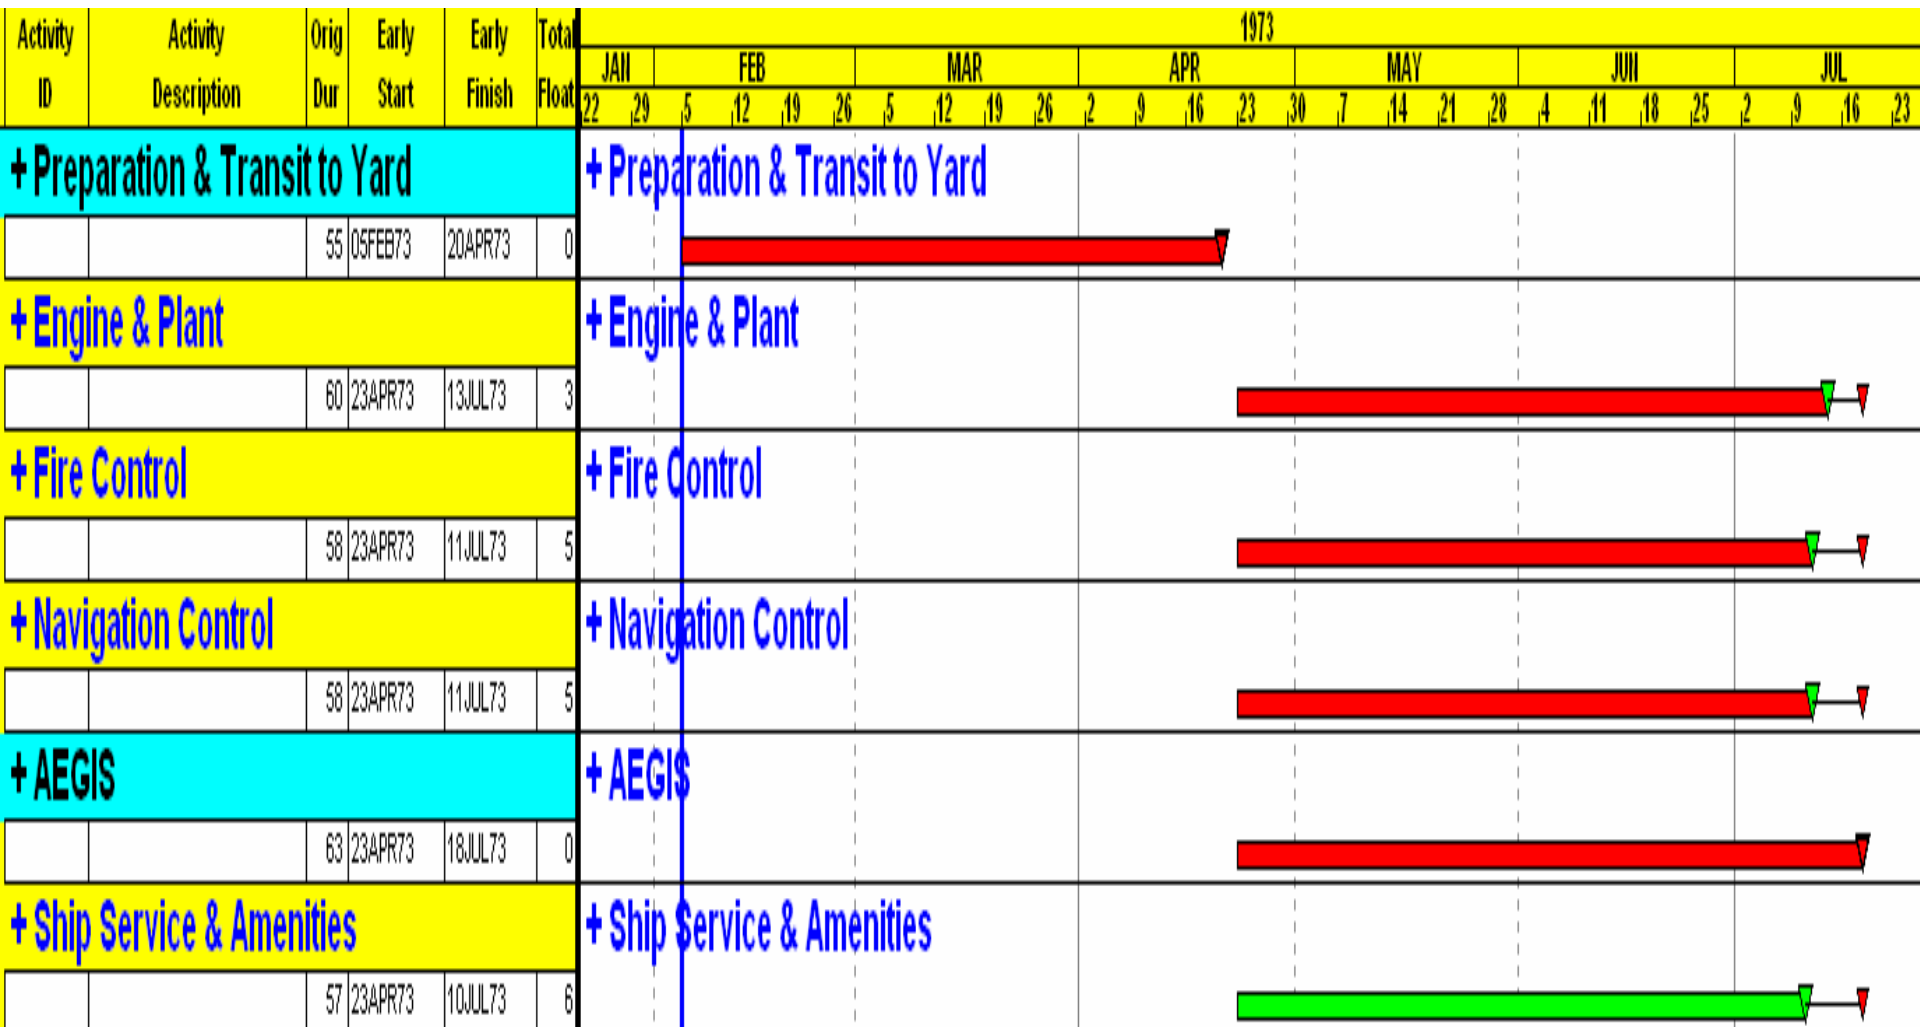 Activity Activity Orig Early Early Total 1973
JAN FEB MAR APR MAY JUN JUL
ID Description Dur Start Finish Float 22 29 5 12 19 26 5 12 19 26 2 9 16 23 30 7 14 21 28 4 11 18 25 2 9 16 23
+ Preparation & Transit to Yard + Preparation & Transit to Yard
55 05FEB73 20APR73 0
+ Engine & Plant + Engine & Plant
60 23APR73 13JUL73 3
+ Fire Control + Fire Control
58 23APR73 11JUL73 5
+ Navigation Control + Navigation Control
58 23APR73 11JUL73 5
+ AEGIS + AEGIS
63 23APR73 18JUL73 0
+ Ship Service & Amenities + Ship Service & Amenities
57 23APR73 10JUL73 6